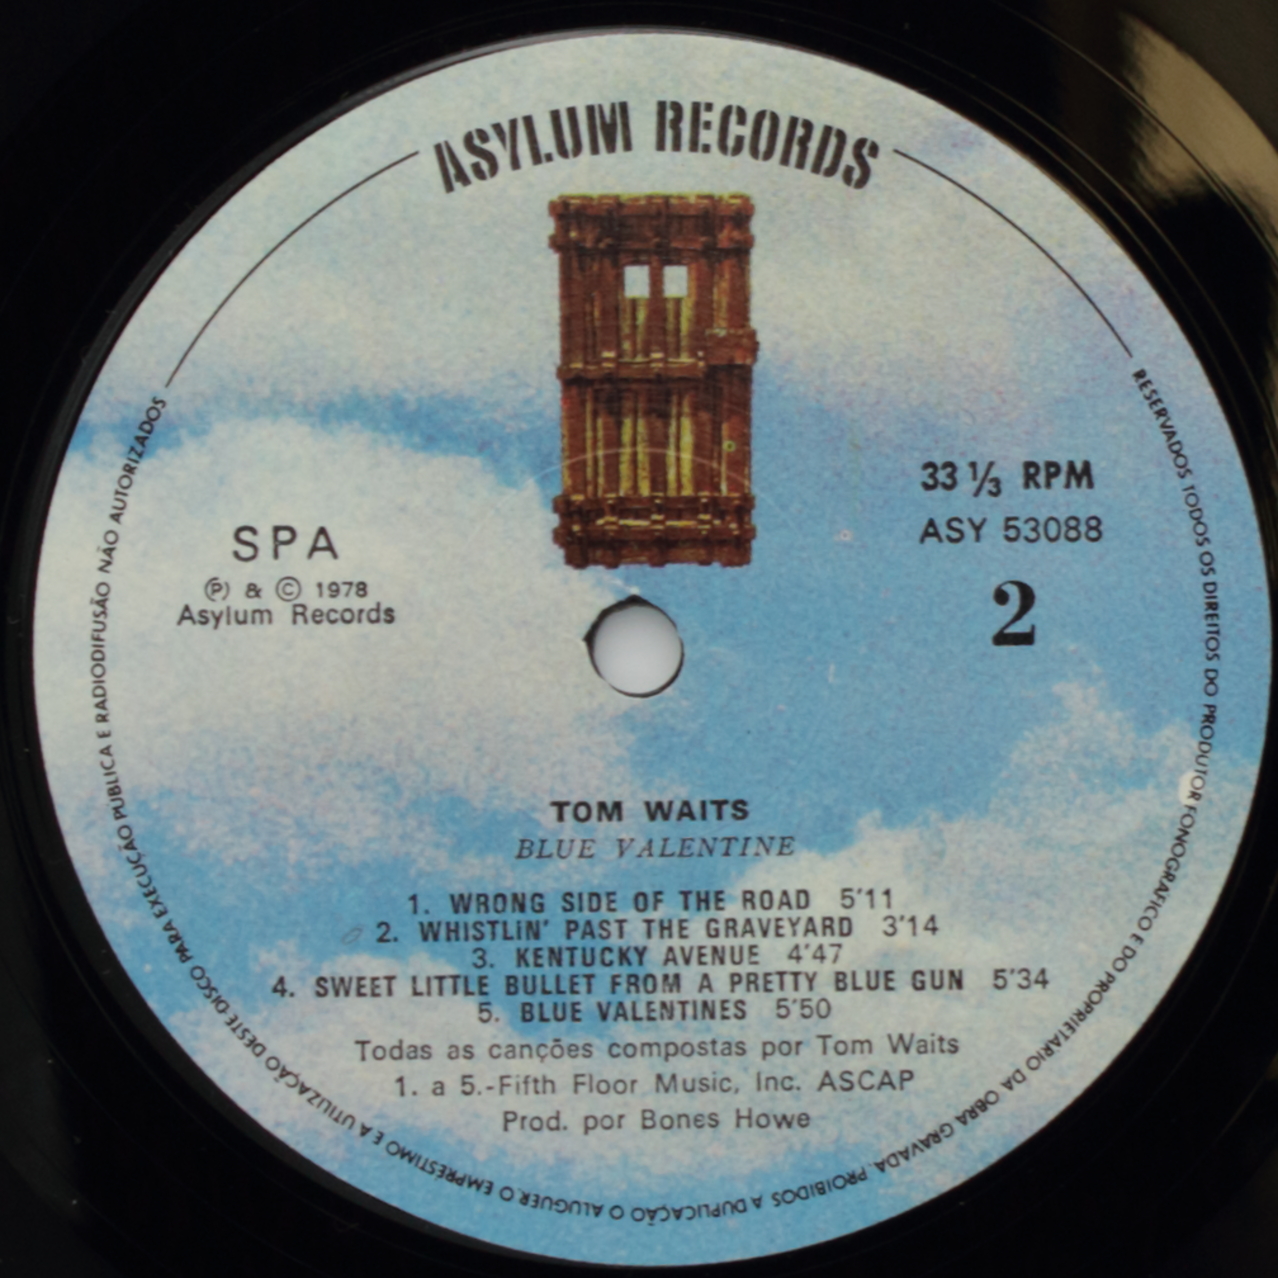 ASYLUM RECORDS
33 ⅓ RPM
ASY 53088
2
SPA
Ⓟ & © 1978
Asylum Records
TOM WAITS
BLUE VALENTINE
1. WRONG SIDE OF THE ROAD 5'11
2. WHISTLiN' PAST THE GRAVEYARD 3'14
3. KENTUCKY AVENUE 4'47
4. SWEET LITTLE BULLET FROM A PRETTY BLUE GUN 5'34
5. BLUE VALENTINES 5'50
Todas as canções compostas por Tom Waits
1. a 5.-Fifth Floor Music, Inc. ASCAP
Prod. por Bones Howe
RESERVADOS TODOS OS DIREITOS DO PRODUTOR FONOGRAFICO E DO PROPRIETARIO DA OBRA GRAVADA. PROIBIDOS A DUPLICAÇÃO O ALUGUER, O EMPRÉSTIMO E A UTILIZAÇÃO DESTE DISCO PARA EXECUÇÃO PUBLICA E RADIODIFUSÃO NÃO AUTORIZADOS